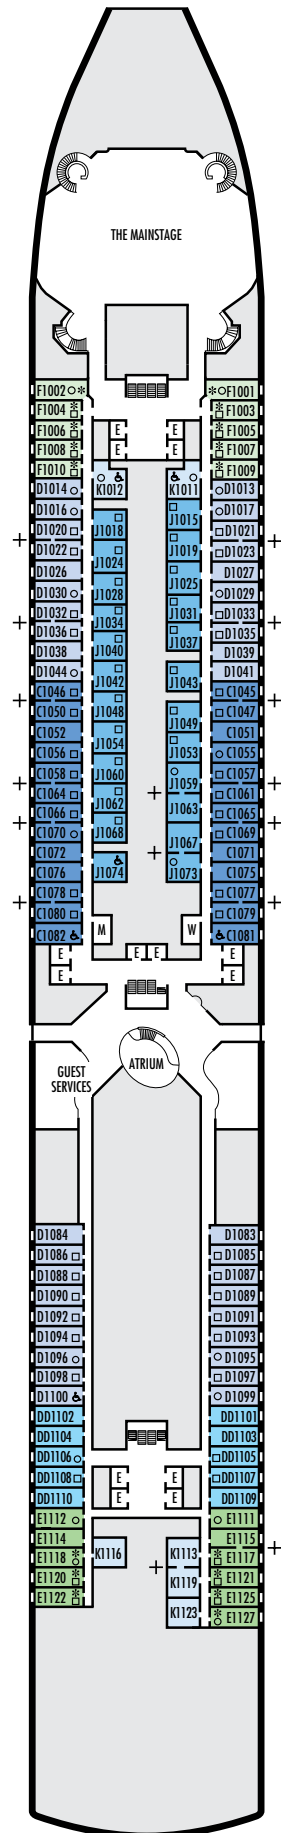 THE MAINSTAGE
F1002 F1001
F1004 F1003
F1006 E E F1005
F1008 E E F1007
F1010 F1009
D1014 K1012 K1011 D1013
D1016 J1015 D1017
D1020 J1018 D1021
D1022 J1019 D1023
D1026 J1024 J1025 D1027
D1030 J1028 D1029
D1032 J1034 J1031 D1033
D1036 J1037 D1035
D1038 J1040 D1039
D1044 J1042 J1043 D1041
C1046 C1045
C1050 J1048 J1049 C1047
C1052 C1051
C1056 J1054 J1053 C1055
C1058 J1060 J1059 C1057
C1064 J1062 J1063 C1061
C1066 C1065
C1070 J1068 C1069
C1072 J1067 C1071
C1076 J1074 J1073 C1075
C1078 C1077
C1080 C1079
C1082 M W C1081
E E E E
E E
GUEST
SERVICES
ATRIUM
D1084 D1083
D1086 D1085
D1088 D1087
D1090 D1089
D1092 D1091
D1094 D1093
D1096 D1095
D1098 D1097
D1100 D1099
DD1102 DD1101
DD1104 DD1103
DD1106 DD1105
DD1108 E E DD1107
DD1110 E E DD1109
E1112 E1111
E1114 E1115
E1118 K1116 K1113 E1117
E1120 K1119 E1121
E1122 E1125
K1123 E1127